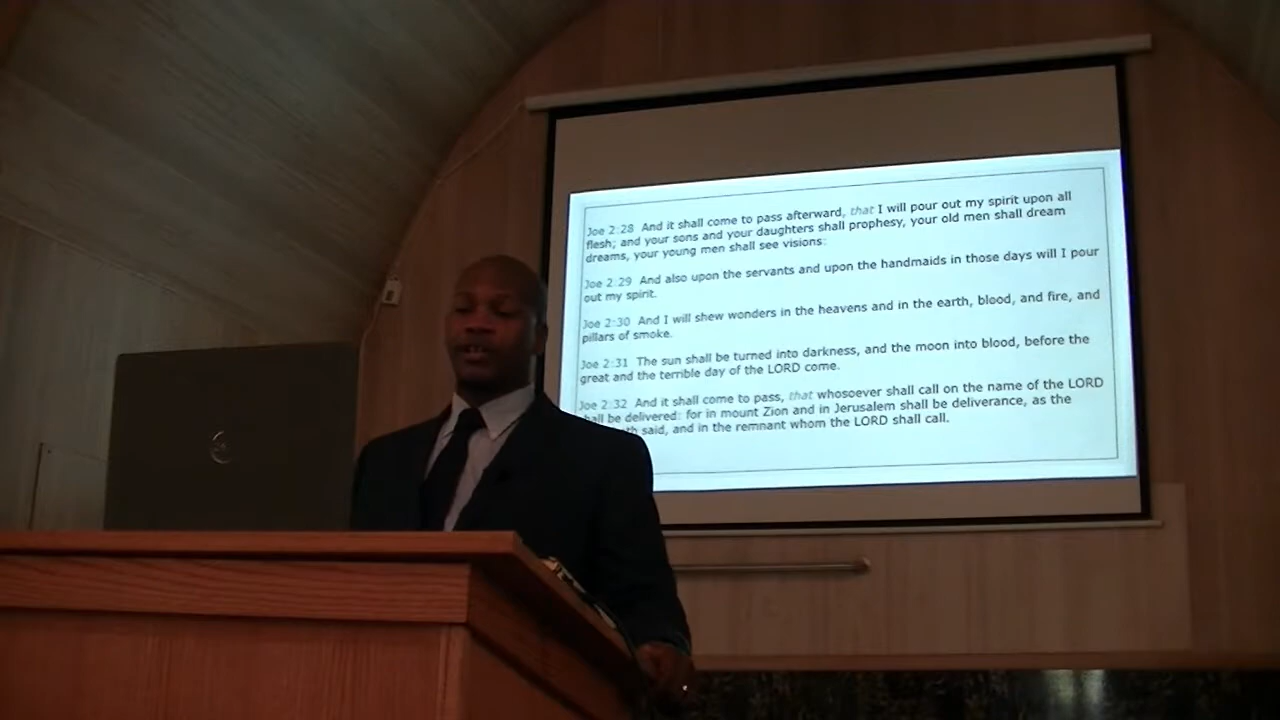 Joe 2:28 And it shall come to pass afterward, that I will pour out my spirit upon all
flesh; and your sons and your daughters shall prophesy, your old men shall dream
dreams, your young men shall see visions:
Joe 2:29 And also upon the servants and upon the handmaids in those days will I pour
out my spirit.
Joe 2:30 And I will shew wonders in the heavens and in the earth, blood, and fire, and
pillars of smoke.
Joe 2:31 The sun shall be turned into darkness, and the moon into blood, before the
great and the terrible day of the LORD come.
Joe 2:32 And it shall come to pass, that whosoever shall call on the name of the LORD
shall be delivered: for in mount Zion and in Jerusalem shall be deliverance, as the
said, and in the remnant whom the LORD shall call.